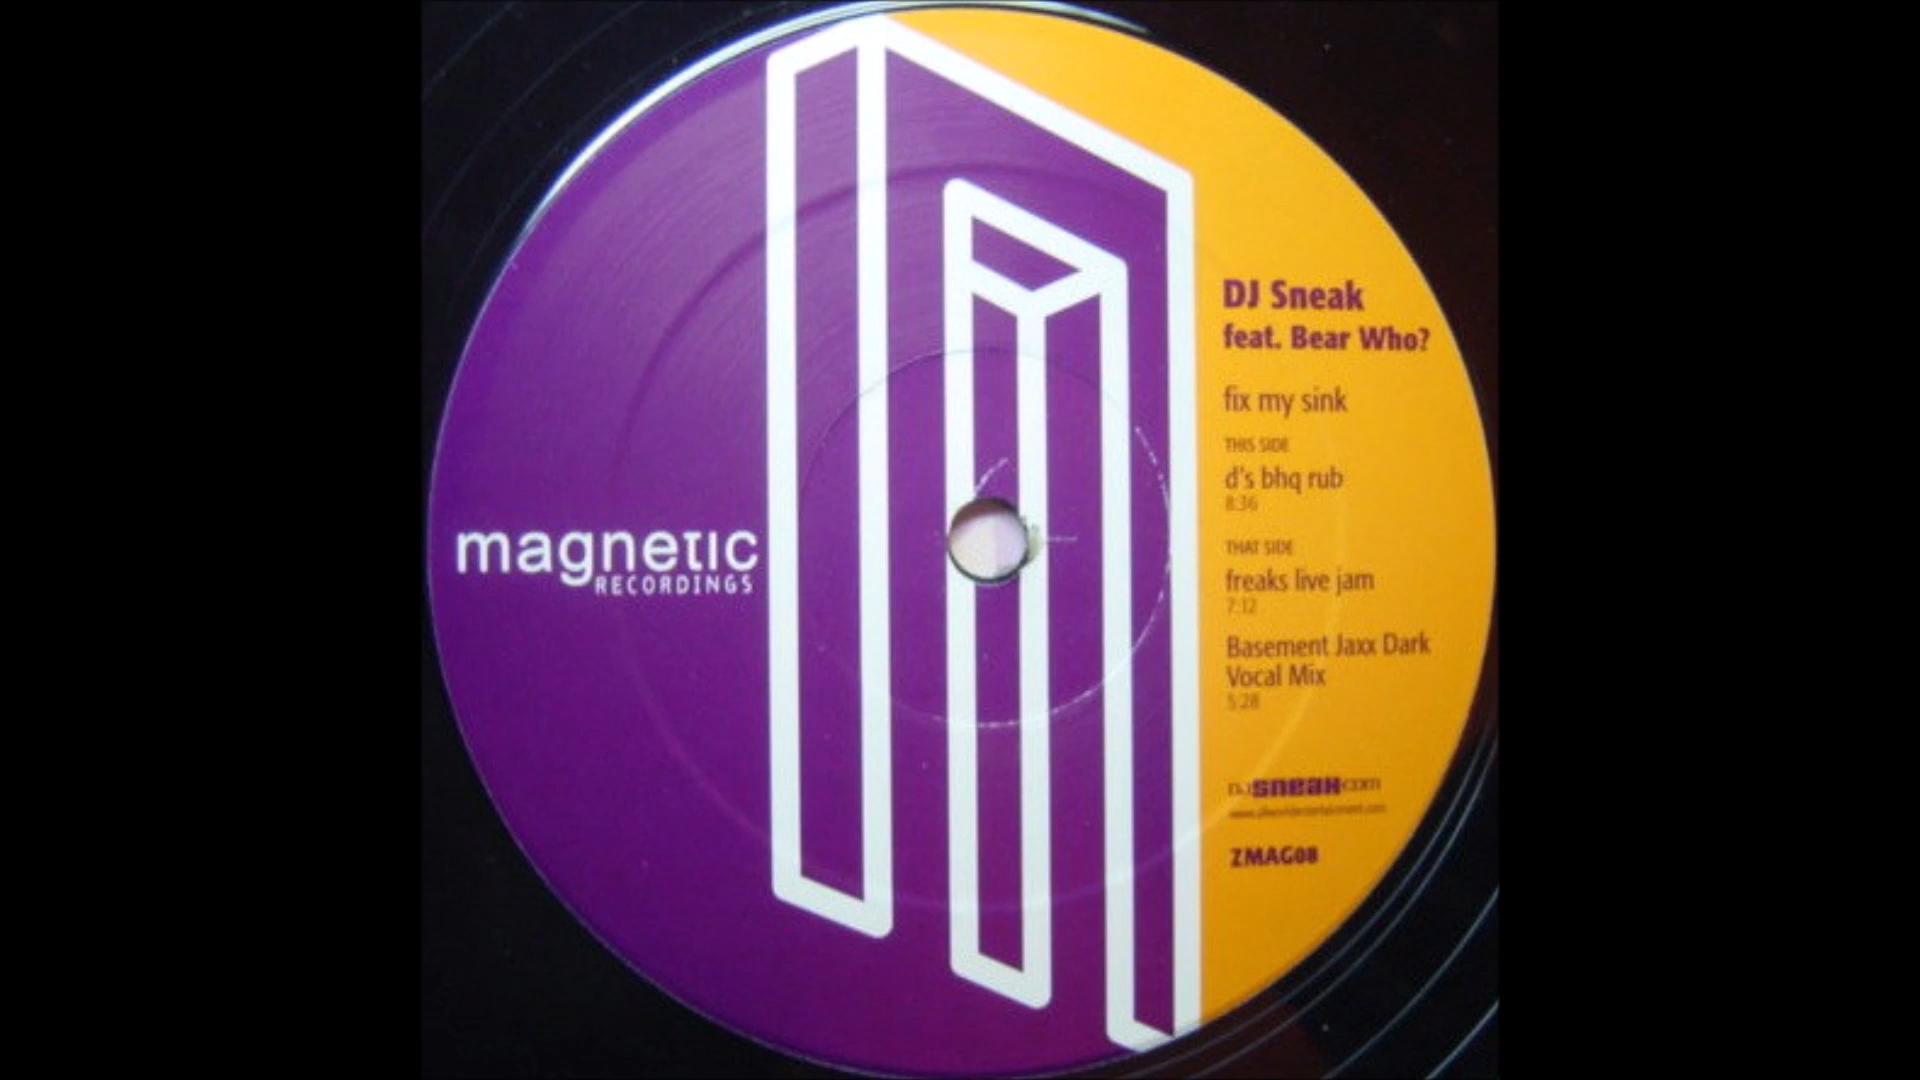 magnetic
RECORDINGS
DJ Sneak
feat. Bear Who?
fix my sink
THIS SIDE
d's bhq rub
8:36
THAT SIDE
freaks live jam
7:12
Basement Jaxx Dark
Vocal Mix
5:28
DJsneak.com
ZMAG08